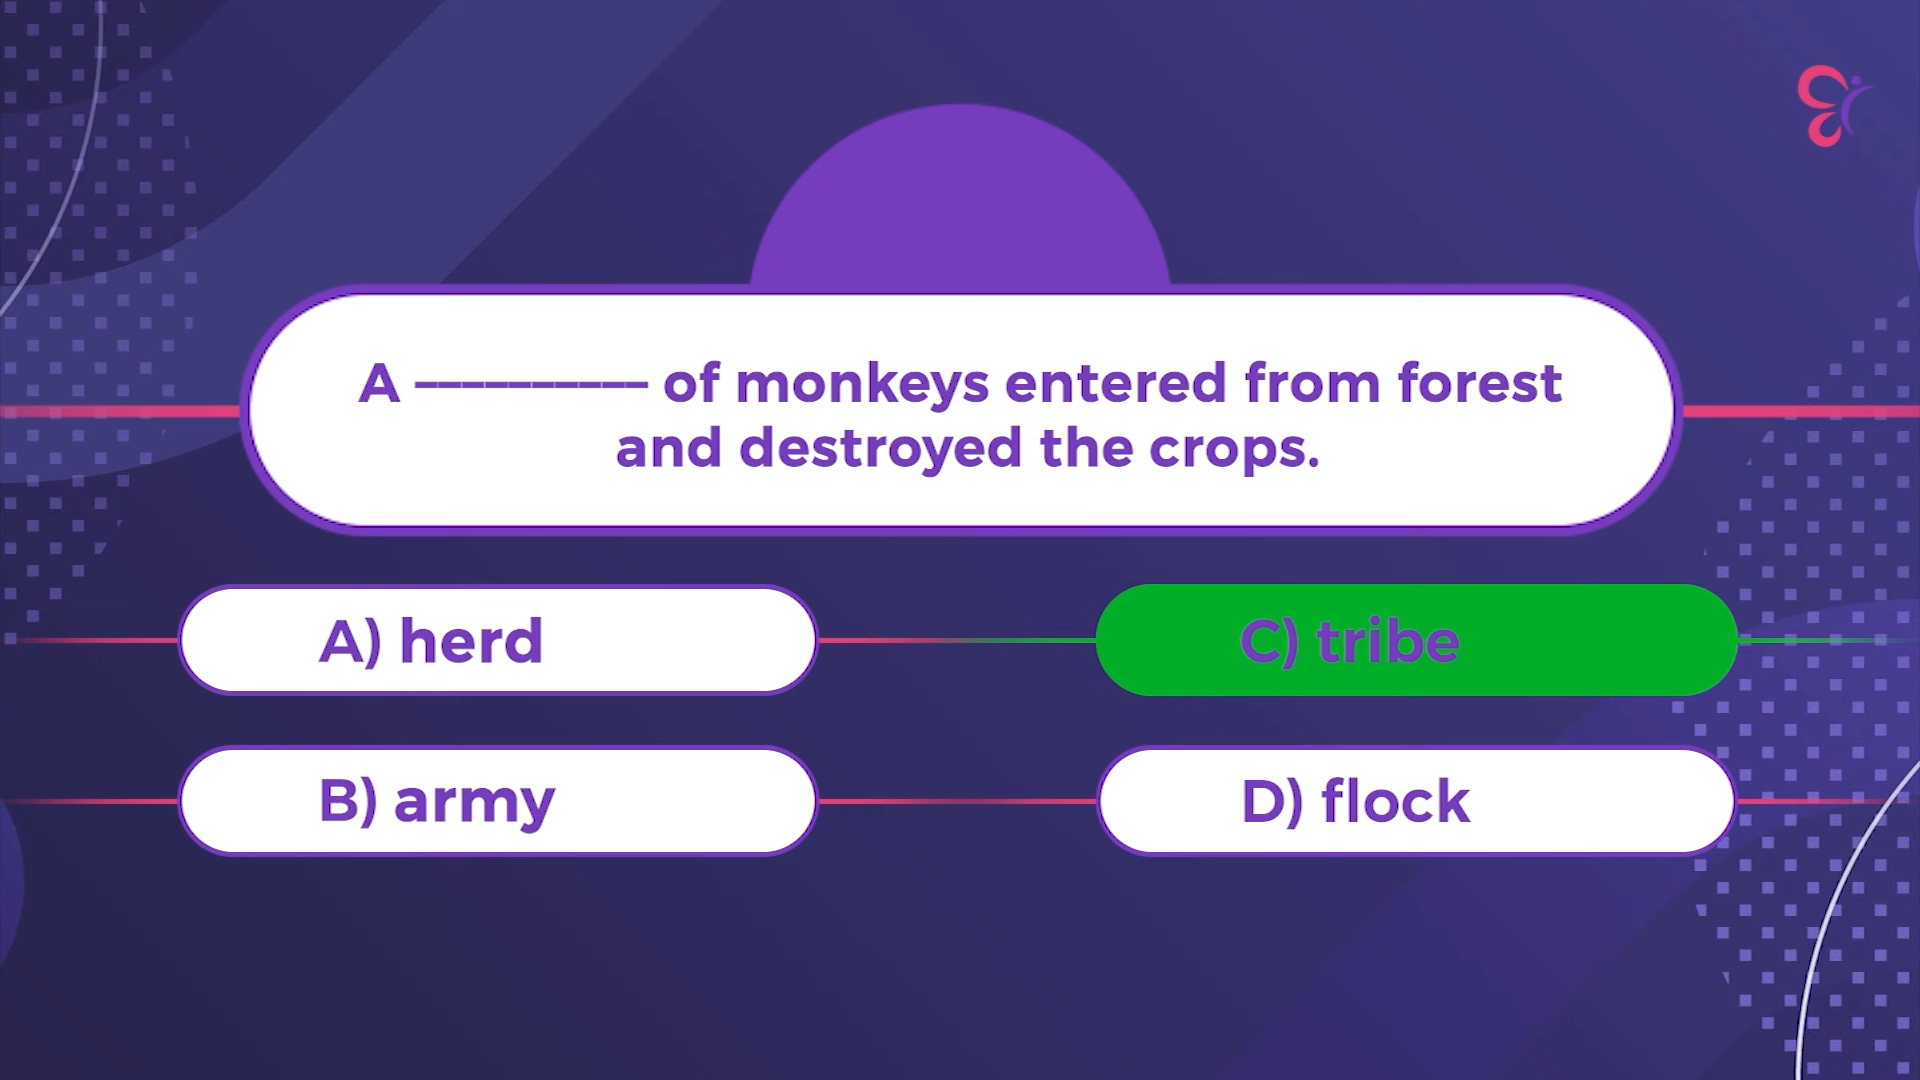 A ---------- of monkeys entered from forest
and destroyed the crops.
A) herd
C) tribe
B) army
D) flock